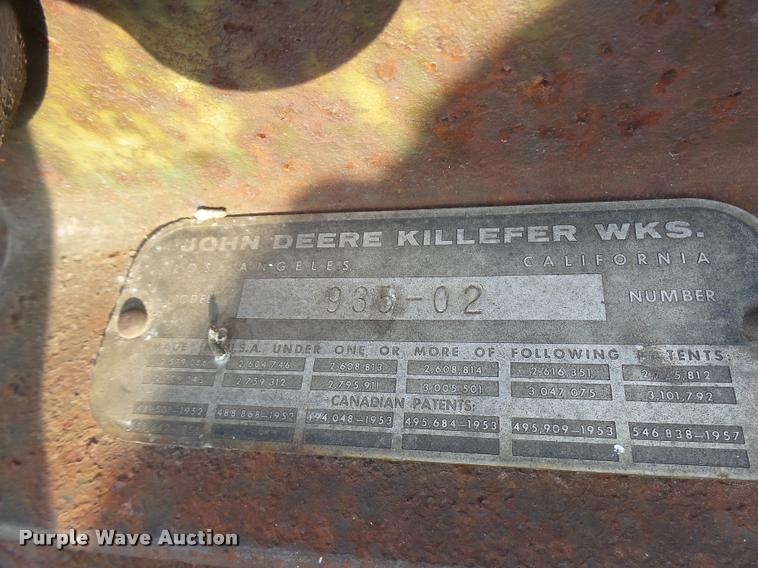 JOHN DEERE KILLEFER WKS.
LOS ANGELES CALIFORNIA
MODEL 935-02 NUMBER
MADE IN U.S.A. UNDER ONE OR MORE OF FOLLOWING PATENTS:
2,604,746 2,608,813 2,608,814 2,616,351 2,812
2,759,312 2,795,911 3,005,501 3,047,075 3,101,792
CANADIAN PATENTS:
488,868-1952 494,048-1953 495,684-1953 495,909-1953 546,838-1957
Purple Wave Auction